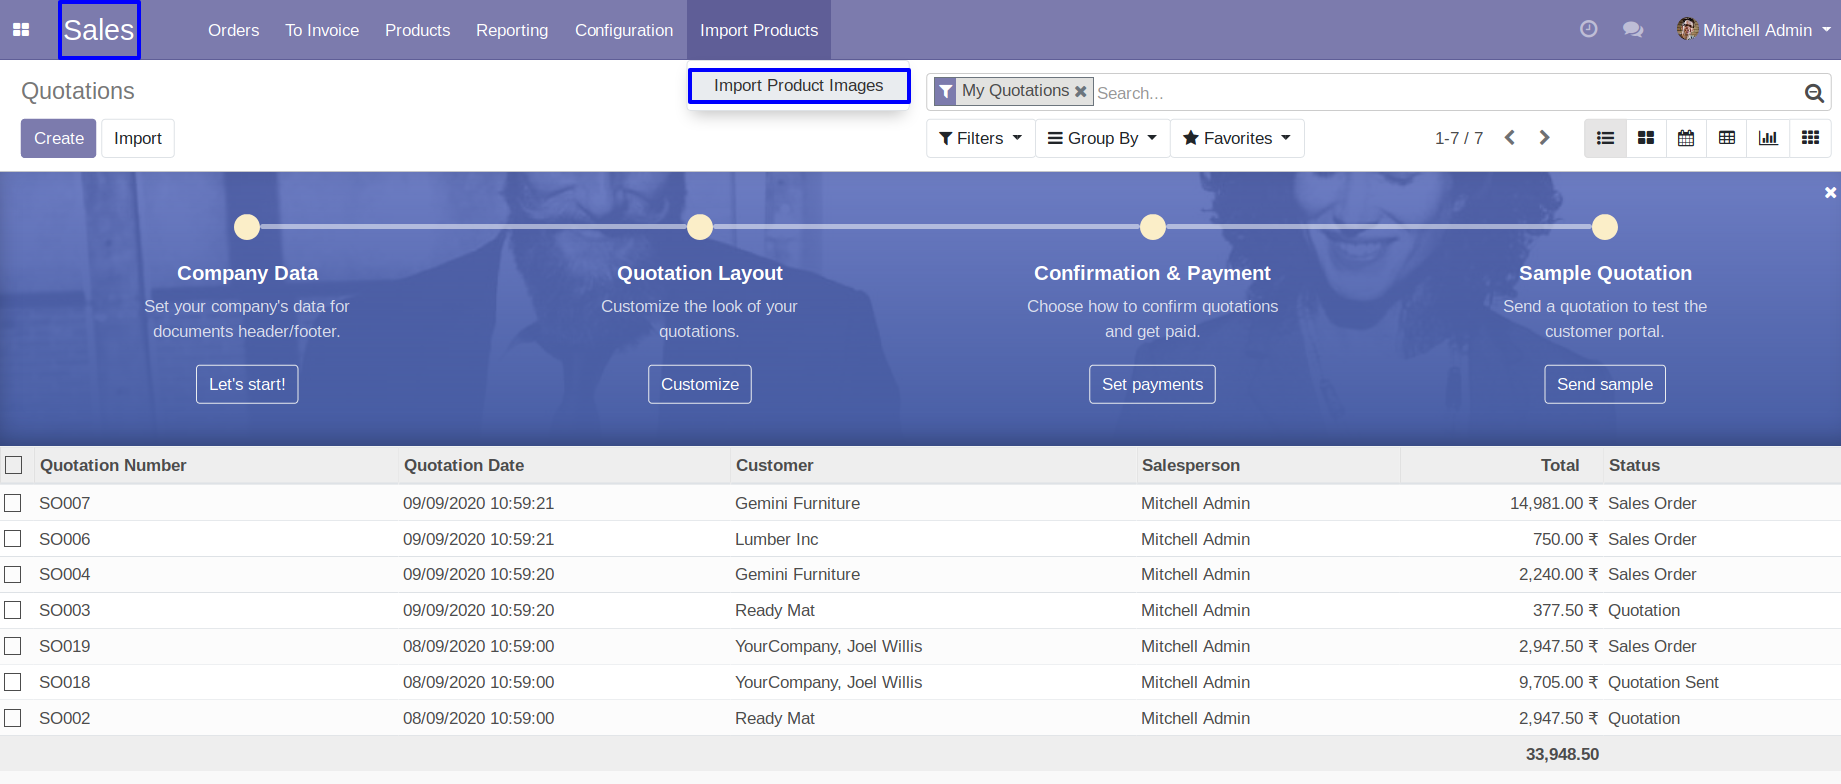 Sales Orders To Invoice Products Reporting Configuration Import Products Mitchell Admin
Import Product Images
Quotations
My Quotations Search...
Create Import
Filters Group By Favorites 1-7 / 7
Company Data Quotation Layout Confirmation & Payment Sample Quotation
Set your company's data for Customize the look of your Choose how to confirm quotations Send a quotation to test the
documents header/footer. quotations. and get paid. customer portal.
Let's start! Customize Set payments Send sample
Quotation Number Quotation Date Customer Salesperson Total Status
SO007 09/09/2020 10:59:21 Gemini Furniture Mitchell Admin 14,981.00 ₹ Sales Order
SO006 09/09/2020 10:59:21 Lumber Inc Mitchell Admin 750.00 ₹ Sales Order
SO004 09/09/2020 10:59:20 Gemini Furniture Mitchell Admin 2,240.00 ₹ Sales Order
SO003 09/09/2020 10:59:20 Ready Mat Mitchell Admin 377.50 ₹ Quotation
SO019 08/09/2020 10:59:00 YourCompany, Joel Willis Mitchell Admin 2,947.50 ₹ Sales Order
SO018 08/09/2020 10:59:00 YourCompany, Joel Willis Mitchell Admin 9,705.00 ₹ Quotation Sent
SO002 08/09/2020 10:59:00 Ready Mat Mitchell Admin 2,947.50 ₹ Quotation
33,948.50